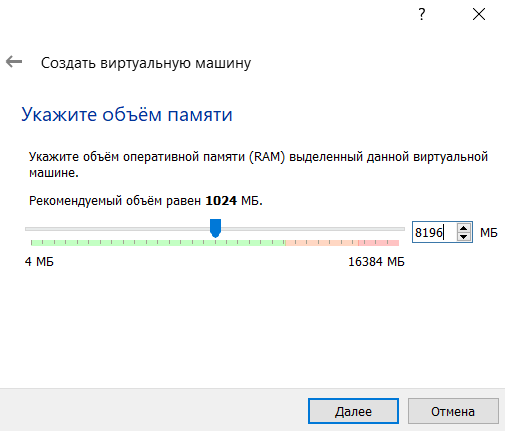 ?
Создать виртуальную машину
Укажите объём памяти
Укажите объём оперативной памяти (RAM) выделенный данной виртуальной
машине.
Рекомендуемый объём равен 1024 МБ.
8196 МБ
4 МБ 16384 МБ
Далее Отмена